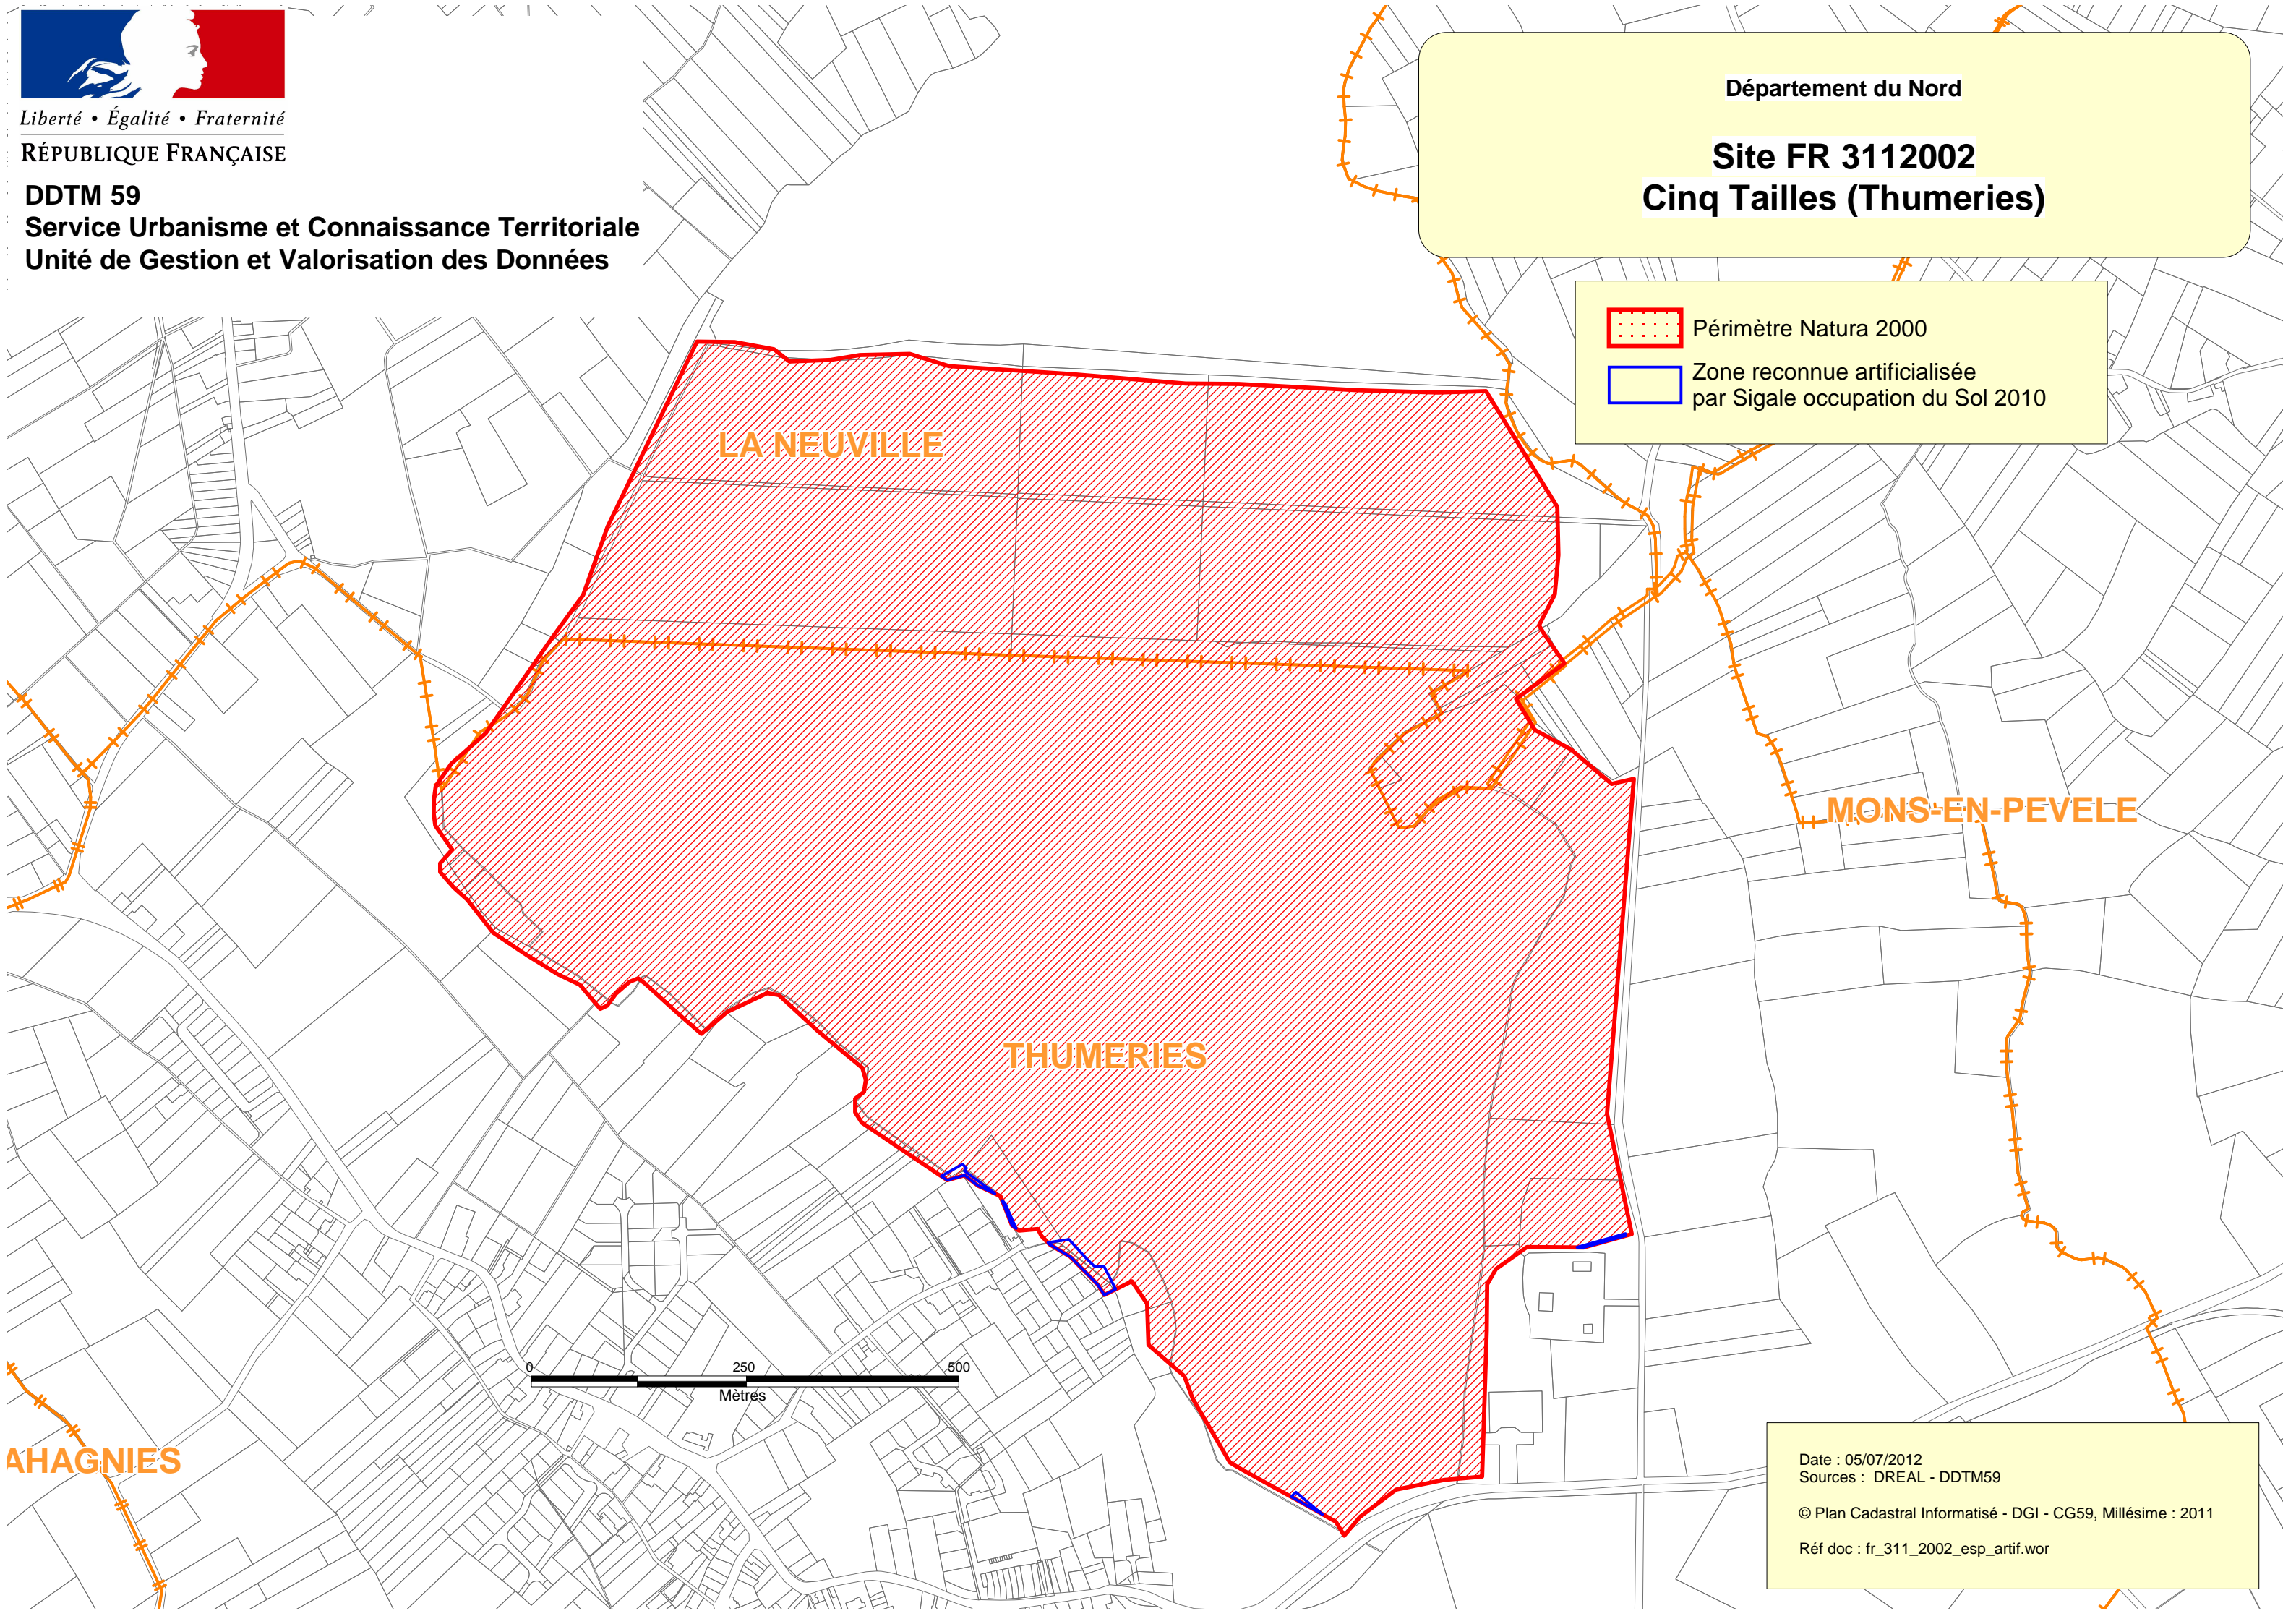 Liberté • Égalité • Fraternité
RÉPUBLIQUE FRANÇAISE
DDTM 59
Service Urbanisme et Connaissance Territoriale
Unité de Gestion et Valorisation des Données
Département du Nord
Site FR 3112002
Cinq Tailles (Thumeries)
Périmètre Natura 2000
Zone reconnue artificialisée
par Sigale occupation du Sol 2010
LA NEUVILLE
MONS-EN-PEVELE
THUMERIES
0 250 500
Mètres
AHAGNIES
Date : 05/07/2012
Sources : DREAL - DDTM59
© Plan Cadastral Informatisé - DGI - CG59, Millésime : 2011
Réf doc : fr_311_2002_esp_artif.wor